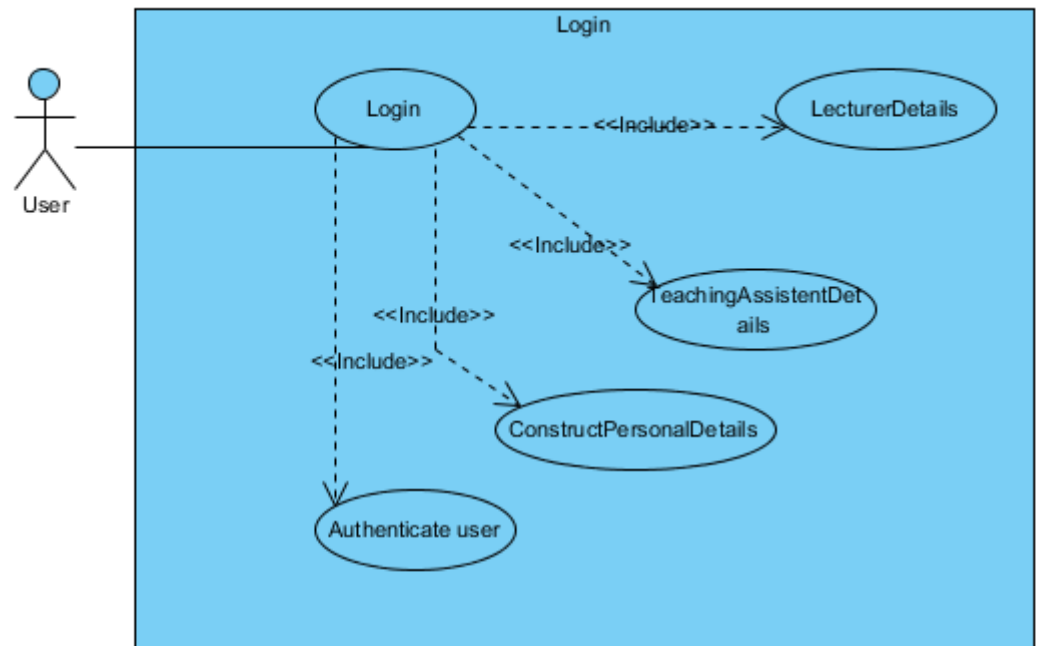 Login
Login
LecturerDetails
<<Include>>
User
<<Include>>
TeachingAssistentDet
ails
<<Include>>
<<Include>>
ConstructPersonalDetails
Authenticate user